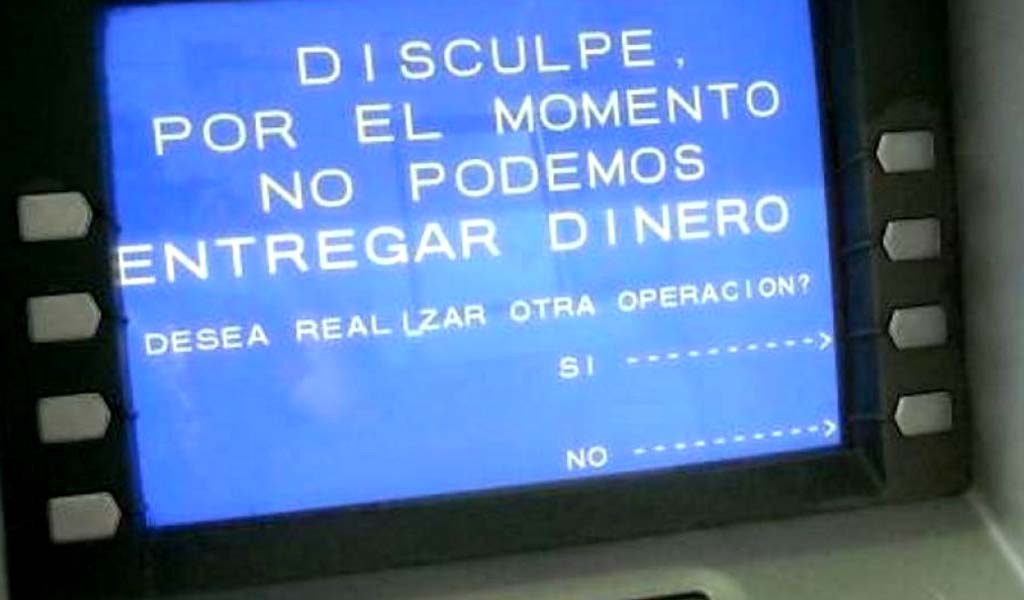 DISCULPE,
POR EL MOMENTO
NO PODEMOS
ENTREGAR DINERO
DESEA REALIZAR OTRA OPERACION?
SI ---------->
NO ---------->